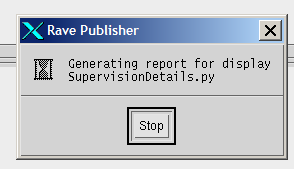 Rave Publisher
Generating report for display
SupervisionDetails.py
Stop